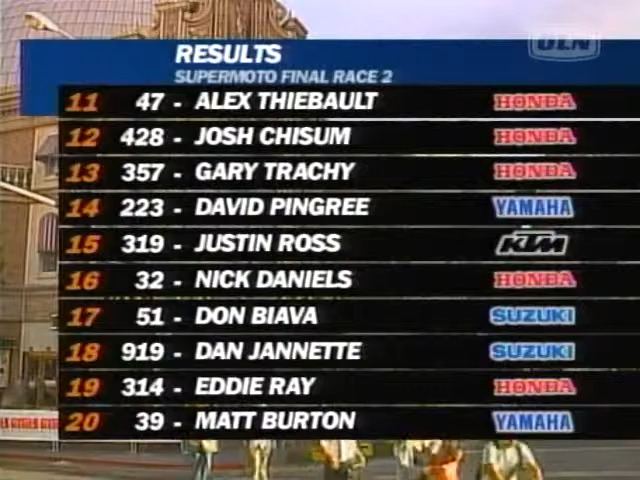 OLN
RESULTS
SUPERMOTO FINAL RACE 2
11 47 - ALEX THIEBAULT HONDA
12 428 - JOSH CHISUM HONDA
13 357 - GARY TRACHY HONDA
14 223 - DAVID PINGREE YAMAHA
15 319 - JUSTIN ROSS KTM
16 32 - NICK DANIELS HONDA
17 51 - DON BIAVA SUZUKI
18 919 - DAN JANNETTE SUZUKI
19 314 - EDDIE RAY HONDA
20 39 - MATT BURTON YAMAHA